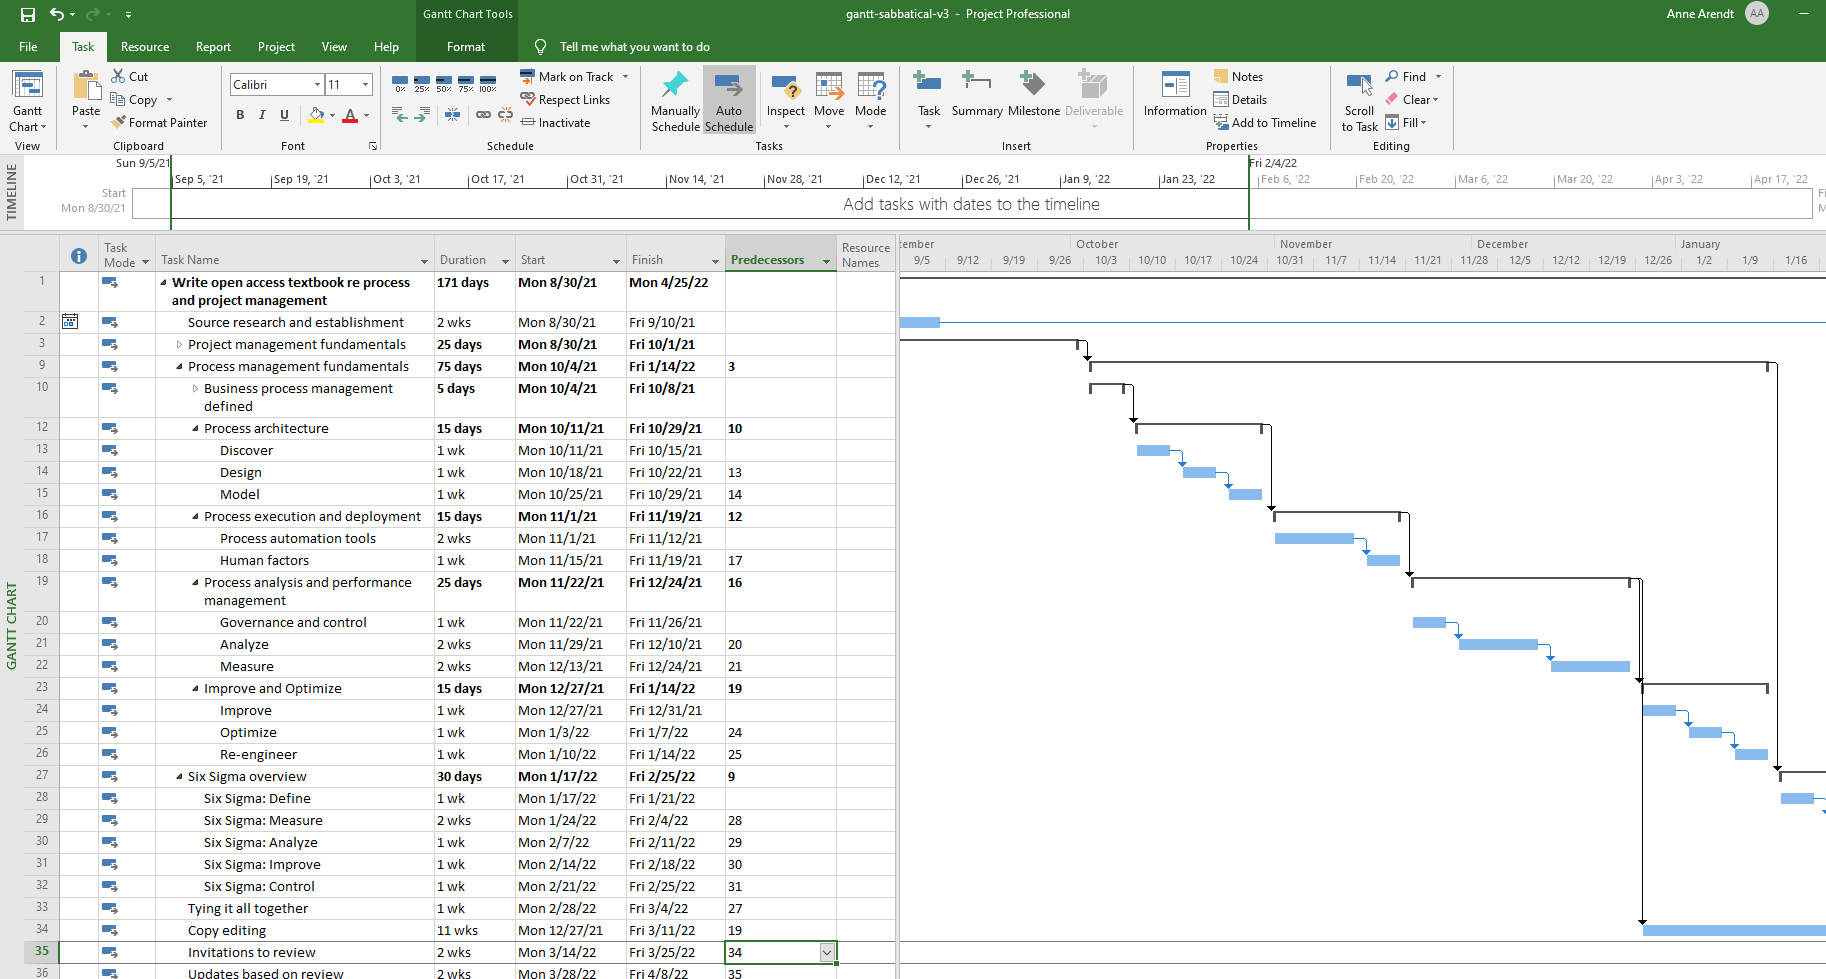 Gantt Chart Tools
gantt-sabbatical-v3 - Project Professional
Anne Arendt AA
File Task Resource Report Project View Help Format Tell me what you want to do
Gantt Chart
View
Paste
Cut
Copy
Format Painter
Clipboard
Calibri 11
B I U A
Font
0% 25% 50% 75% 100%
Mark on Track
Respect Links
Inactivate
Schedule
Manually Schedule
Auto Schedule
Inspect Move Mode
Tasks
Task Summary Milestone Deliverable
Insert
Information
Notes
Details
Add to Timeline
Properties
Scroll to Task
Find
Clear
Fill
Editing
TIMELINE
Sun 9/5/21 Fri 2/4/22
Sep 5, '21 Sep 19, '21 Oct 3, '21 Oct 17, '21 Oct 31, '21 Nov 14, '21 Nov 28, '21 Dec 12, '21 Dec 26, '21 Jan 9, '22 Jan 23, '22 Feb 6, '22 Feb 20, '22 Mar 6, '22 Mar 20, '22 Apr 3, '22 Apr 17, '22
Start
Mon 8/30/21
Add tasks with dates to the timeline
GANTT CHART
Task Mode Task Name Duration Start Finish Predecessors Resource Names
tember October November December January
9/5 9/12 9/19 9/26 10/3 10/10 10/17 10/24 10/31 11/7 11/14 11/21 11/28 12/5 12/12 12/19 12/26 1/2 1/9 1/16
1 Write open access textbook re process and project management 171 days Mon 8/30/21 Mon 4/25/22
2 Source research and establishment 2 wks Mon 8/30/21 Fri 9/10/21
3 Project management fundamentals 25 days Mon 8/30/21 Fri 10/1/21
9 Process management fundamentals 75 days Mon 10/4/21 Fri 1/14/22 3
10 Business process management defined 5 days Mon 10/4/21 Fri 10/8/21
12 Process architecture 15 days Mon 10/11/21 Fri 10/29/21 10
13 Discover 1 wk Mon 10/11/21 Fri 10/15/21
14 Design 1 wk Mon 10/18/21 Fri 10/22/21 13
15 Model 1 wk Mon 10/25/21 Fri 10/29/21 14
16 Process execution and deployment 15 days Mon 11/1/21 Fri 11/19/21 12
17 Process automation tools 2 wks Mon 11/1/21 Fri 11/12/21
18 Human factors 1 wk Mon 11/15/21 Fri 11/19/21 17
19 Process analysis and performance management 25 days Mon 11/22/21 Fri 12/24/21 16
20 Governance and control 1 wk Mon 11/22/21 Fri 11/26/21
21 Analyze 2 wks Mon 11/29/21 Fri 12/10/21 20
22 Measure 2 wks Mon 12/13/21 Fri 12/24/21 21
23 Improve and Optimize 15 days Mon 12/27/21 Fri 1/14/22 19
24 Improve 1 wk Mon 12/27/21 Fri 12/31/21
25 Optimize 1 wk Mon 1/3/22 Fri 1/7/22 24
26 Re-engineer 1 wk Mon 1/10/22 Fri 1/14/22 25
27 Six Sigma overview 30 days Mon 1/17/22 Fri 2/25/22 9
28 Six Sigma: Define 1 wk Mon 1/17/22 Fri 1/21/22
29 Six Sigma: Measure 2 wks Mon 1/24/22 Fri 2/4/22 28
30 Six Sigma: Analyze 1 wk Mon 2/7/22 Fri 2/11/22 29
31 Six Sigma: Improve 1 wk Mon 2/14/22 Fri 2/18/22 30
32 Six Sigma: Control 1 wk Mon 2/21/22 Fri 2/25/22 31
33 Tying it all together 1 wk Mon 2/28/22 Fri 3/4/22 27
34 Copy editing 11 wks Mon 12/27/21 Fri 3/11/22 19
35 Invitations to review 2 wks Mon 3/14/22 Fri 3/25/22 34
36 Updates based on review 2 wks Mon 3/28/22 Fri 4/8/22 35